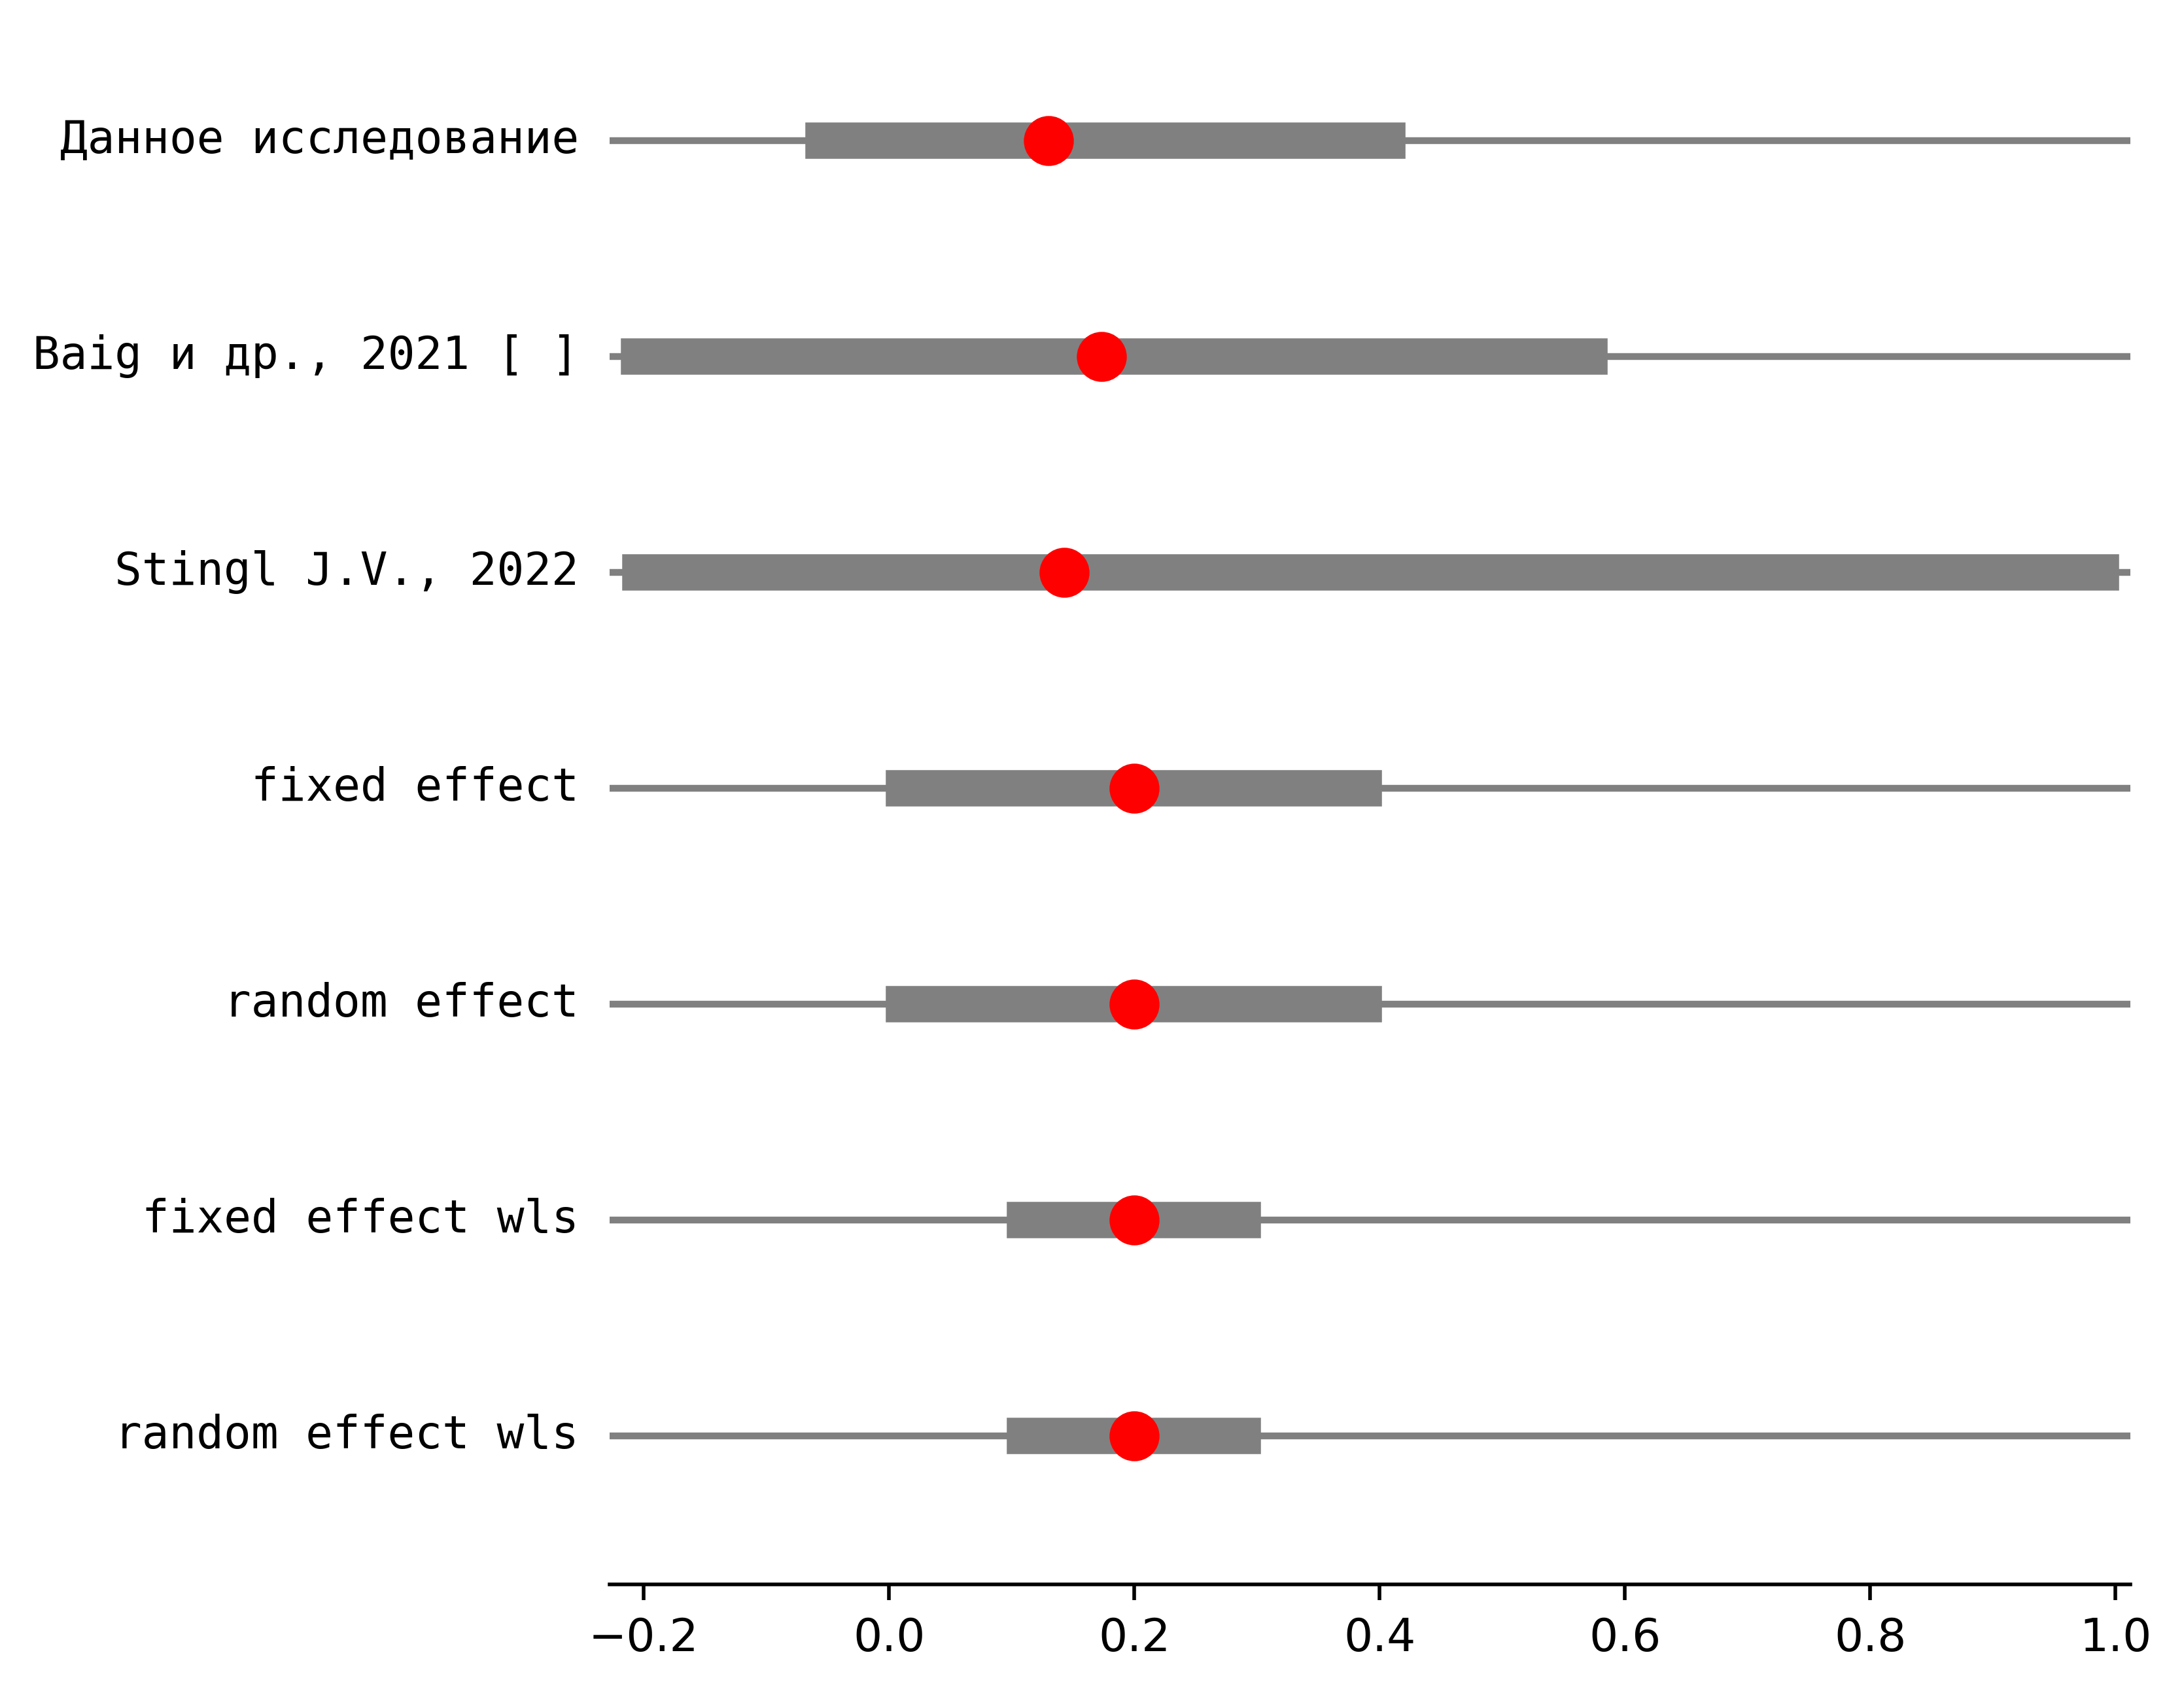 Данное исследование
Baig и др., 2021 [ ]
Stingl J.V., 2022
fixed effect
random effect
fixed effect wls
random effect wls
−0.2 0.0 0.2 0.4 0.6 0.8 1.0